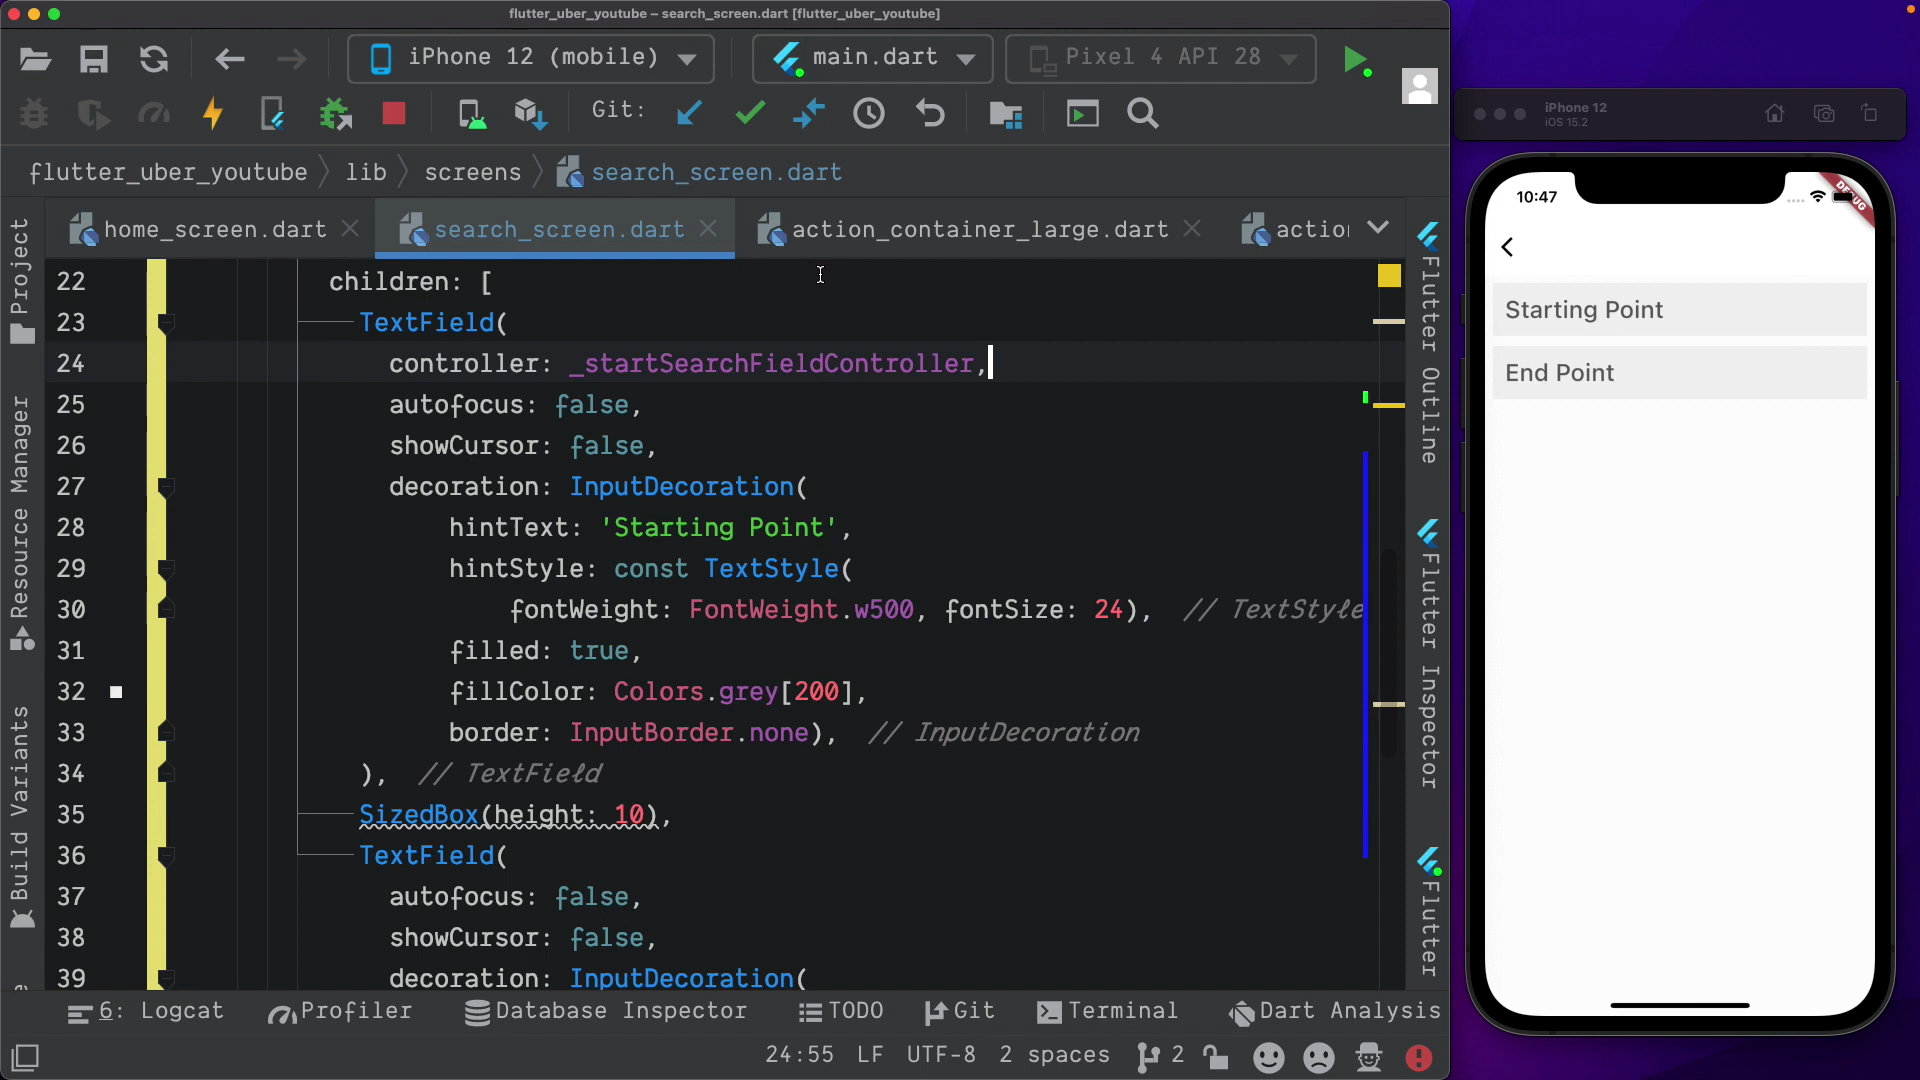 flutter_uber_youtube – search_screen.dart [flutter_uber_youtube]
iPhone 12 (mobile)
main.dart
Pixel 4 API 28
Git:
flutter_uber_youtube
lib
screens
search_screen.dart
home_screen.dart
search_screen.dart
action_container_large.dart
Project
Resource Manager
Build Variants
22 children: [
23 TextField(
24 controller: _startSearchFieldController,
25 autofocus: false,
26 showCursor: false,
27 decoration: InputDecoration(
28 hintText: 'Starting Point',
29 hintStyle: const TextStyle(
30 fontWeight: FontWeight.w500, fontSize: 24), // TextStyle
31 filled: true,
32 fillColor: Colors.grey[200],
33 border: InputBorder.none), // InputDecoration
34 ), // TextField
35 SizedBox(height: 10),
36 TextField(
37 autofocus: false,
38 showCursor: false,
39 decoration: InputDecoration(
Flutter Outline
Flutter Inspector
Flutter
6: Logcat
Profiler
Database Inspector
TODO
Git
Terminal
Dart Analysis
24:55
LF
UTF-8
2 spaces
2
iPhone 12
iOS 15.2
10:47
DEBUG
Starting Point
End Point